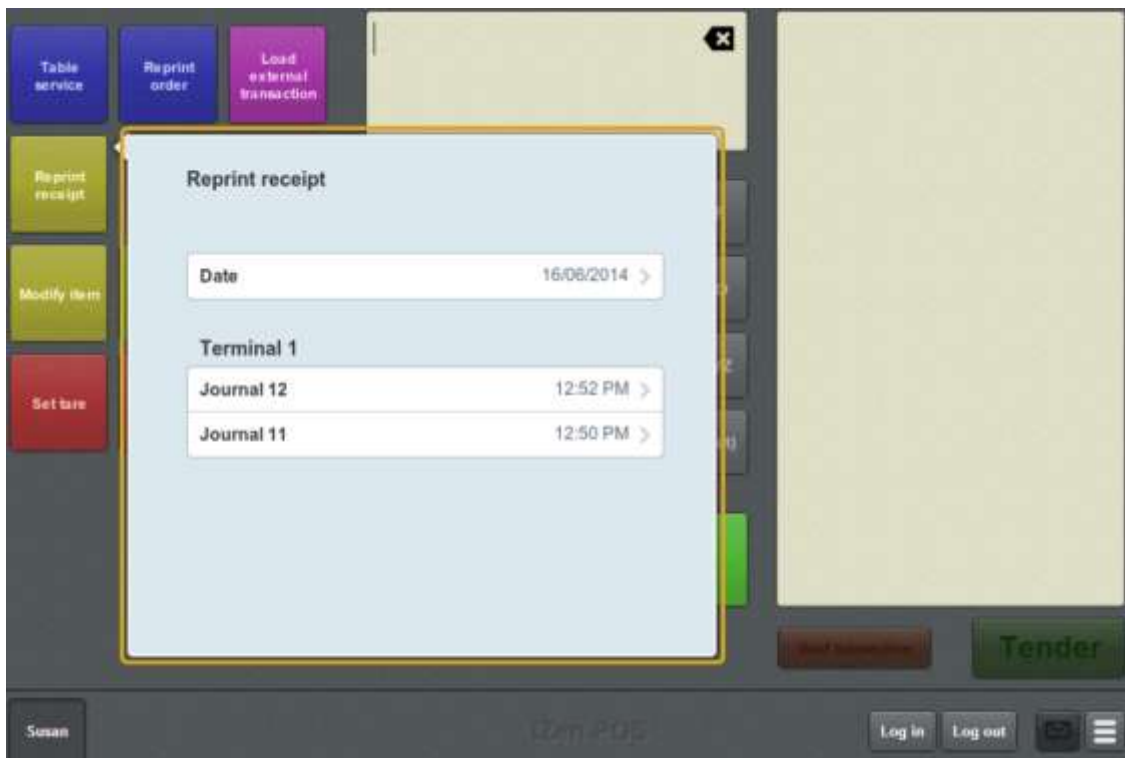 Table
service
Reprint
order
Load
external
transaction
Reprint
receipt
Modify item
Set tare
Reprint receipt
Date 16/06/2014
Terminal 1
Journal 12 12:52 PM
Journal 11 12:50 PM
Tender
Susan
Log in
Log out